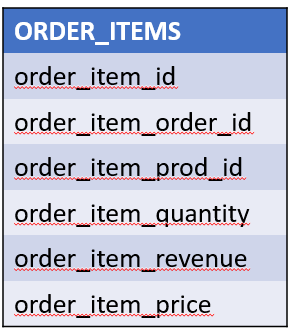 ORDER_ITEMS
order_item_id
order_item_order_id
order_item_prod_id
order_item_quantity
order_item_revenue
order_item_price